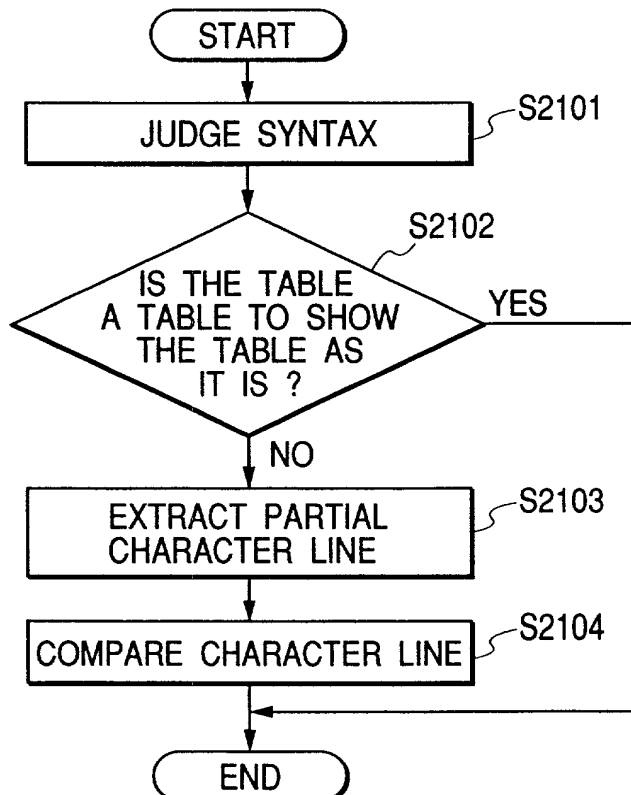 START
JUDGE SYNTAX
S2101
S2102
IS THE TABLE
A TABLE TO SHOW
THE TABLE AS
IT IS ?
YES
NO
EXTRACT PARTIAL
CHARACTER LINE
S2103
COMPARE CHARACTER LINE
S2104
END